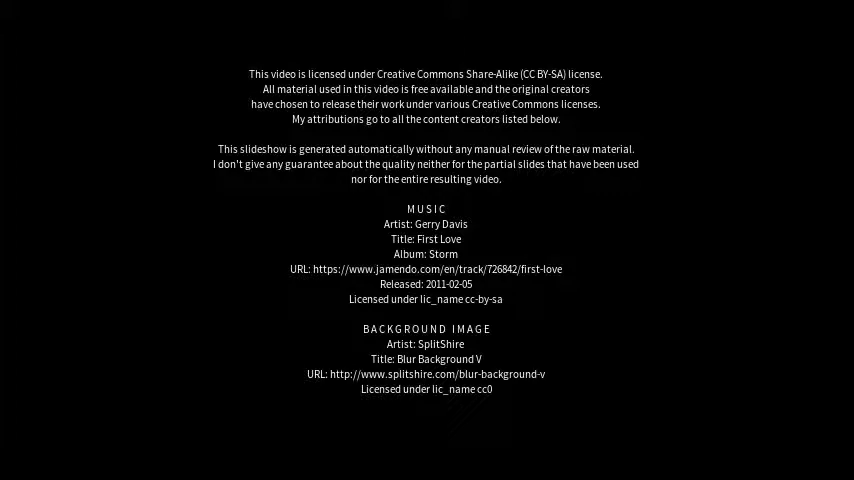 This video is licensed under Creative Commons Share-Alike (CC BY-SA) license.
All material used in this video is free available and the original creators
have chosen to release their work under various Creative Commons licenses.
My attributions go to all the content creators listed below.
This slideshow is generated automatically without any manual review of the raw material.
I don't give any guarantee about the quality neither for the partial slides that have been used
nor for the entire resulting video.
MUSIC
Artist: Gerry Davis
Title: First Love
Album: Storm
URL: https://www.jamendo.com/en/track/726842/first-love
Released: 2011-02-05
Licensed under lic_name cc-by-sa
BACKGROUND IMAGE
Artist: SplitShire
Title: Blur Background V
URL: http://www.splitshire.com/blur-background-v
Licensed under lic_name cc0